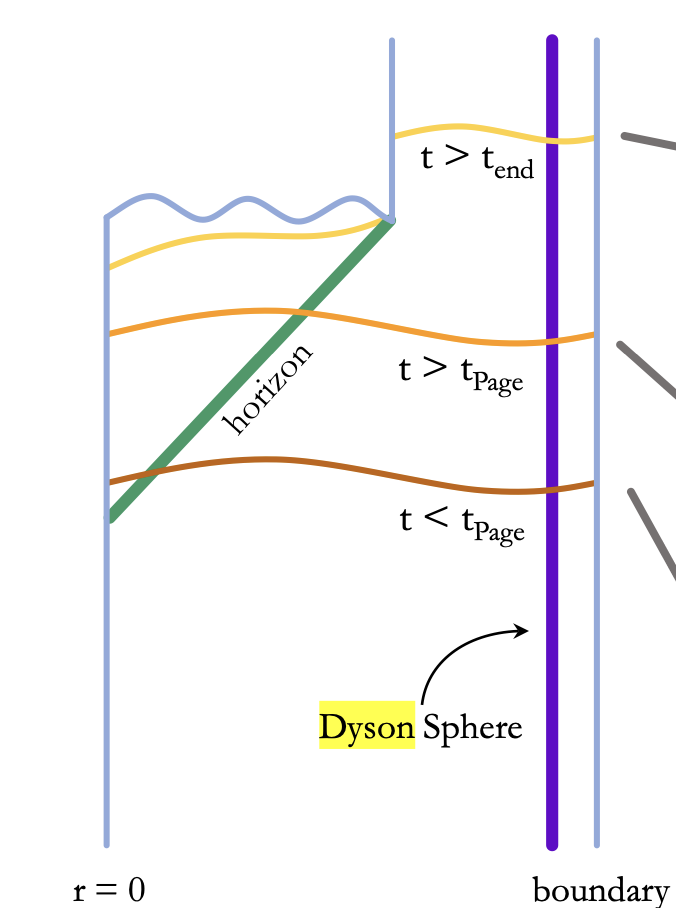 t > t_end
horizon
t > t_Page
t < t_Page
Dyson Sphere
r = 0
boundary